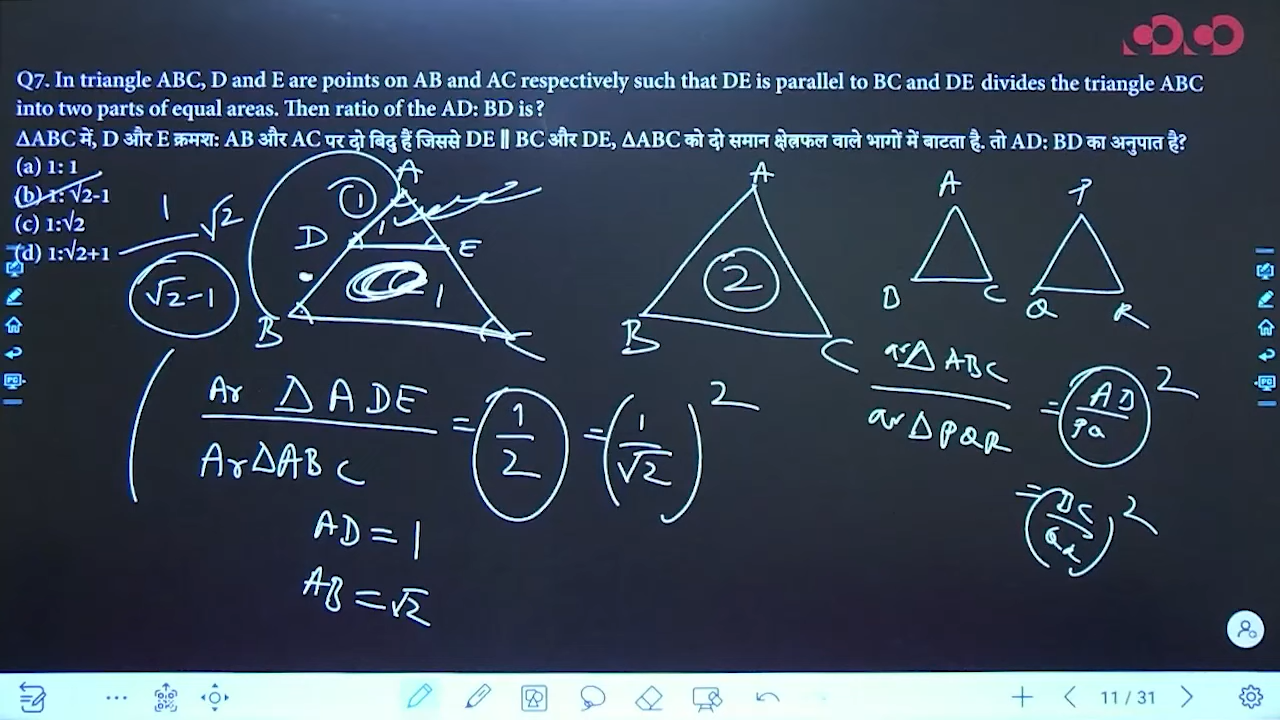 Q7. In triangle ABC, D and E are points on AB and AC respectively such that DE is parallel to BC and DE divides the triangle ABC
into two parts of equal areas. Then ratio of the AD: BD is?
ΔABC में, D और E क्रमश: AB और AC पर दो बिंदु हैं जिससे DE || BC और DE, ΔABC को दो समान क्षेत्रफल वाले भागों में बाटता है. तो AD: BD का अनुपात है?
(a) 1: 1
(b) 1: √2-1
(c) 1:√2
(d) 1:√2+1
1 √2
√2-1
A
1
1
D E
1
B C
A
2
B C
A P
B C Q R
Ar Δ ADE
Ar Δ ABC
= 1/2 = (1/√2)2
AD = 1
AB = √2
ar Δ ABC
ar Δ PQR
= (AB/PQ)2
= (BC/QR)2
11 / 31